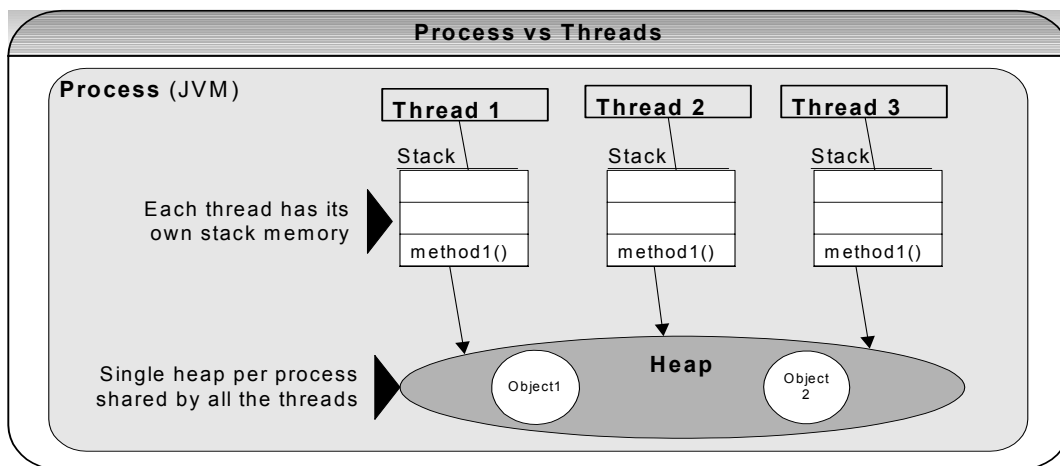 Process vs Threads
Process (JVM)
Thread 1
Thread 2
Thread 3
Stack
Stack
Stack
Each thread has its
own stack memory
method1()
method1()
method1()
Heap
Single heap per process
shared by all the threads
Object1
Object
2